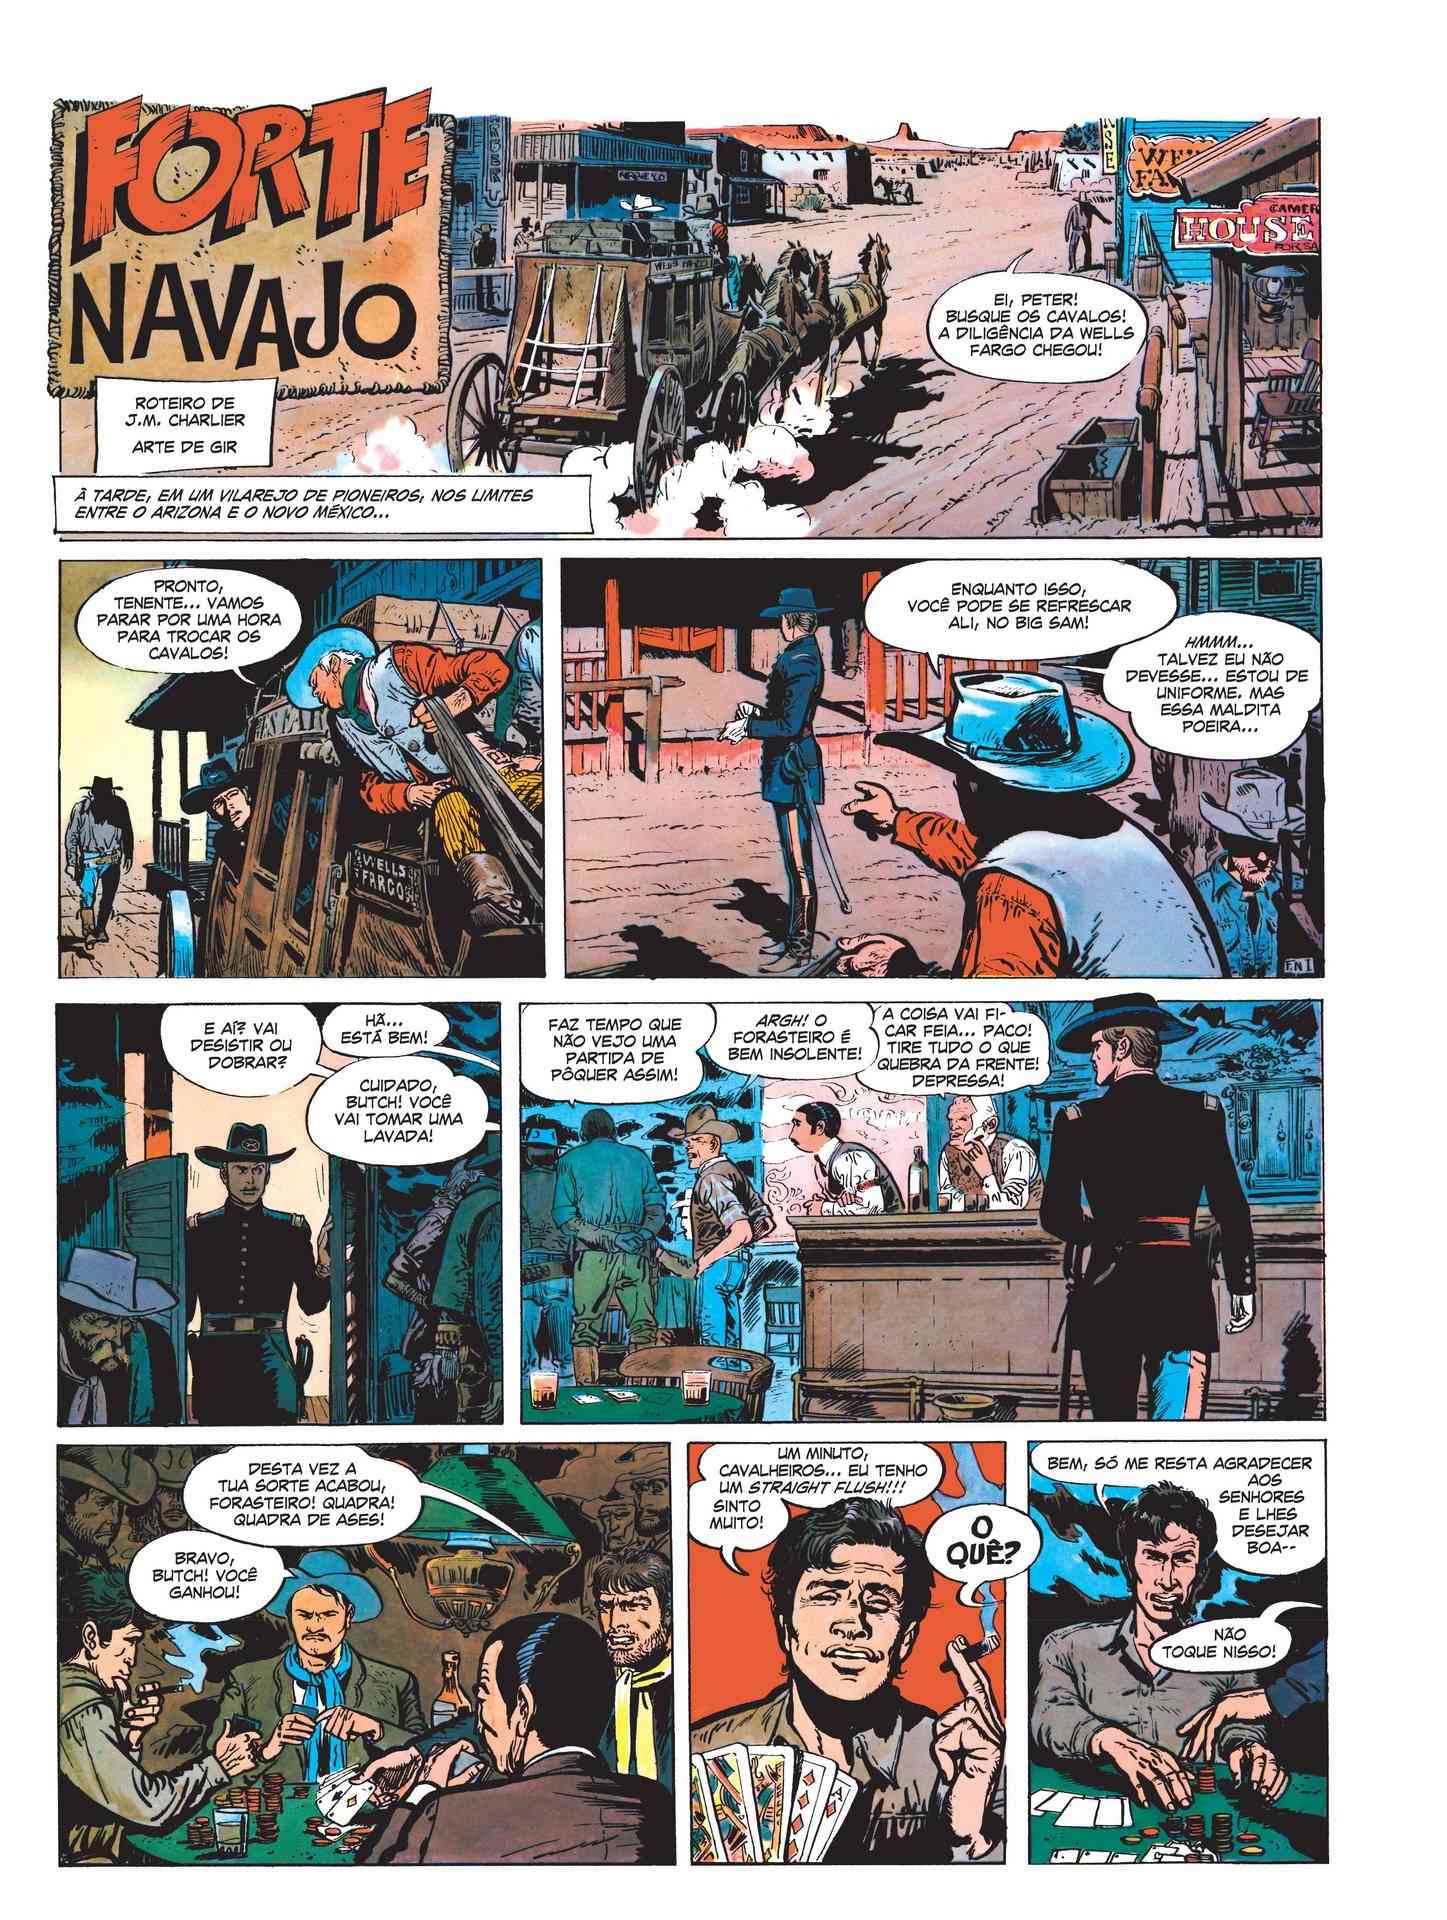 FORTE
NAVAJO
ROTEIRO DE
J.M. CHARLIER
ARTE DE GIR
À TARDE, EM UM VILAREJO DE PIONEIROS, NOS LIMITES
ENTRE O ARIZONA E O NOVO MÉXICO...
HOUSE
EI, PETER!
BUSQUE OS CAVALOS!
A DILIGÊNCIA DA WELLS
FARGO CHEGOU!
PRONTO,
TENENTE... VAMOS
PARAR POR UMA HORA
PARA TROCAR OS
CAVALOS!
WELLS
FARGO
ENQUANTO ISSO,
VOCÊ PODE SE REFRESCAR
ALI, NO BIG SAM!
HMMM...
TALVEZ EU NÃO
DEVESSE... ESTOU DE
UNIFORME. MAS
ESSA MALDITA
POEIRA...
F.N 1
E AÍ? VAI
DESISTIR OU
DOBRAR?
HÃ...
ESTÁ BEM!
CUIDADO,
BUTCH! VOCÊ
VAI TOMAR UMA
LAVADA!
FAZ TEMPO QUE
NÃO VEJO UMA
PARTIDA DE
PÔQUER ASSIM!
ARGH! O
FORASTEIRO É
BEM INSOLENTE!
A COISA VAI FI-
CAR FEIA... PACO!
TIRE TUDO O QUE
QUEBRA DA FRENTE!
DEPRESSA!
DESTA VEZ A
TUA SORTE ACABOU,
FORASTEIRO! QUADRA!
QUADRA DE ASES!
BRAVO,
BUTCH! VOCÊ
GANHOU!
UM MINUTO,
CAVALHEIROS... EU TENHO
UM STRAIGHT FLUSH!!!
SINTO
MUITO!
O
QUÊ?
BEM, SÓ ME RESTA AGRADECER
AOS
SENHORES
E LHES
DESEJAR
BOA--
NÃO
TOQUE NISSO!